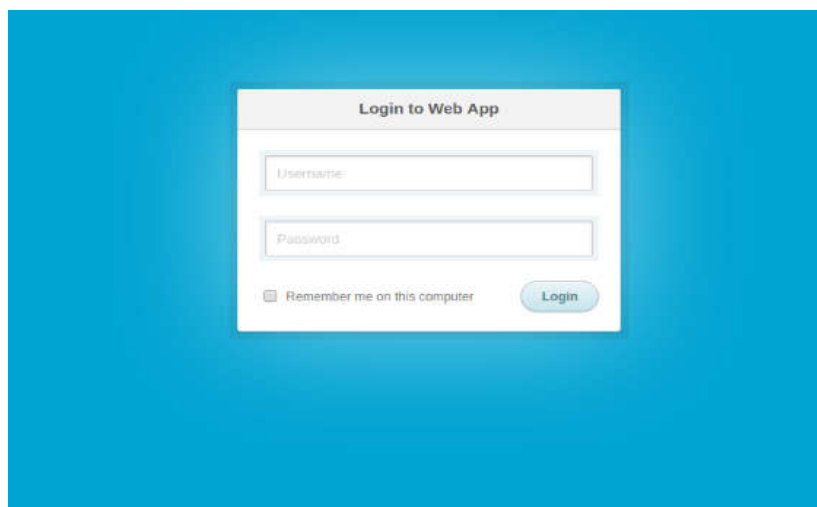 Login to Web App
Username
Password
Remember me on this computer
Login